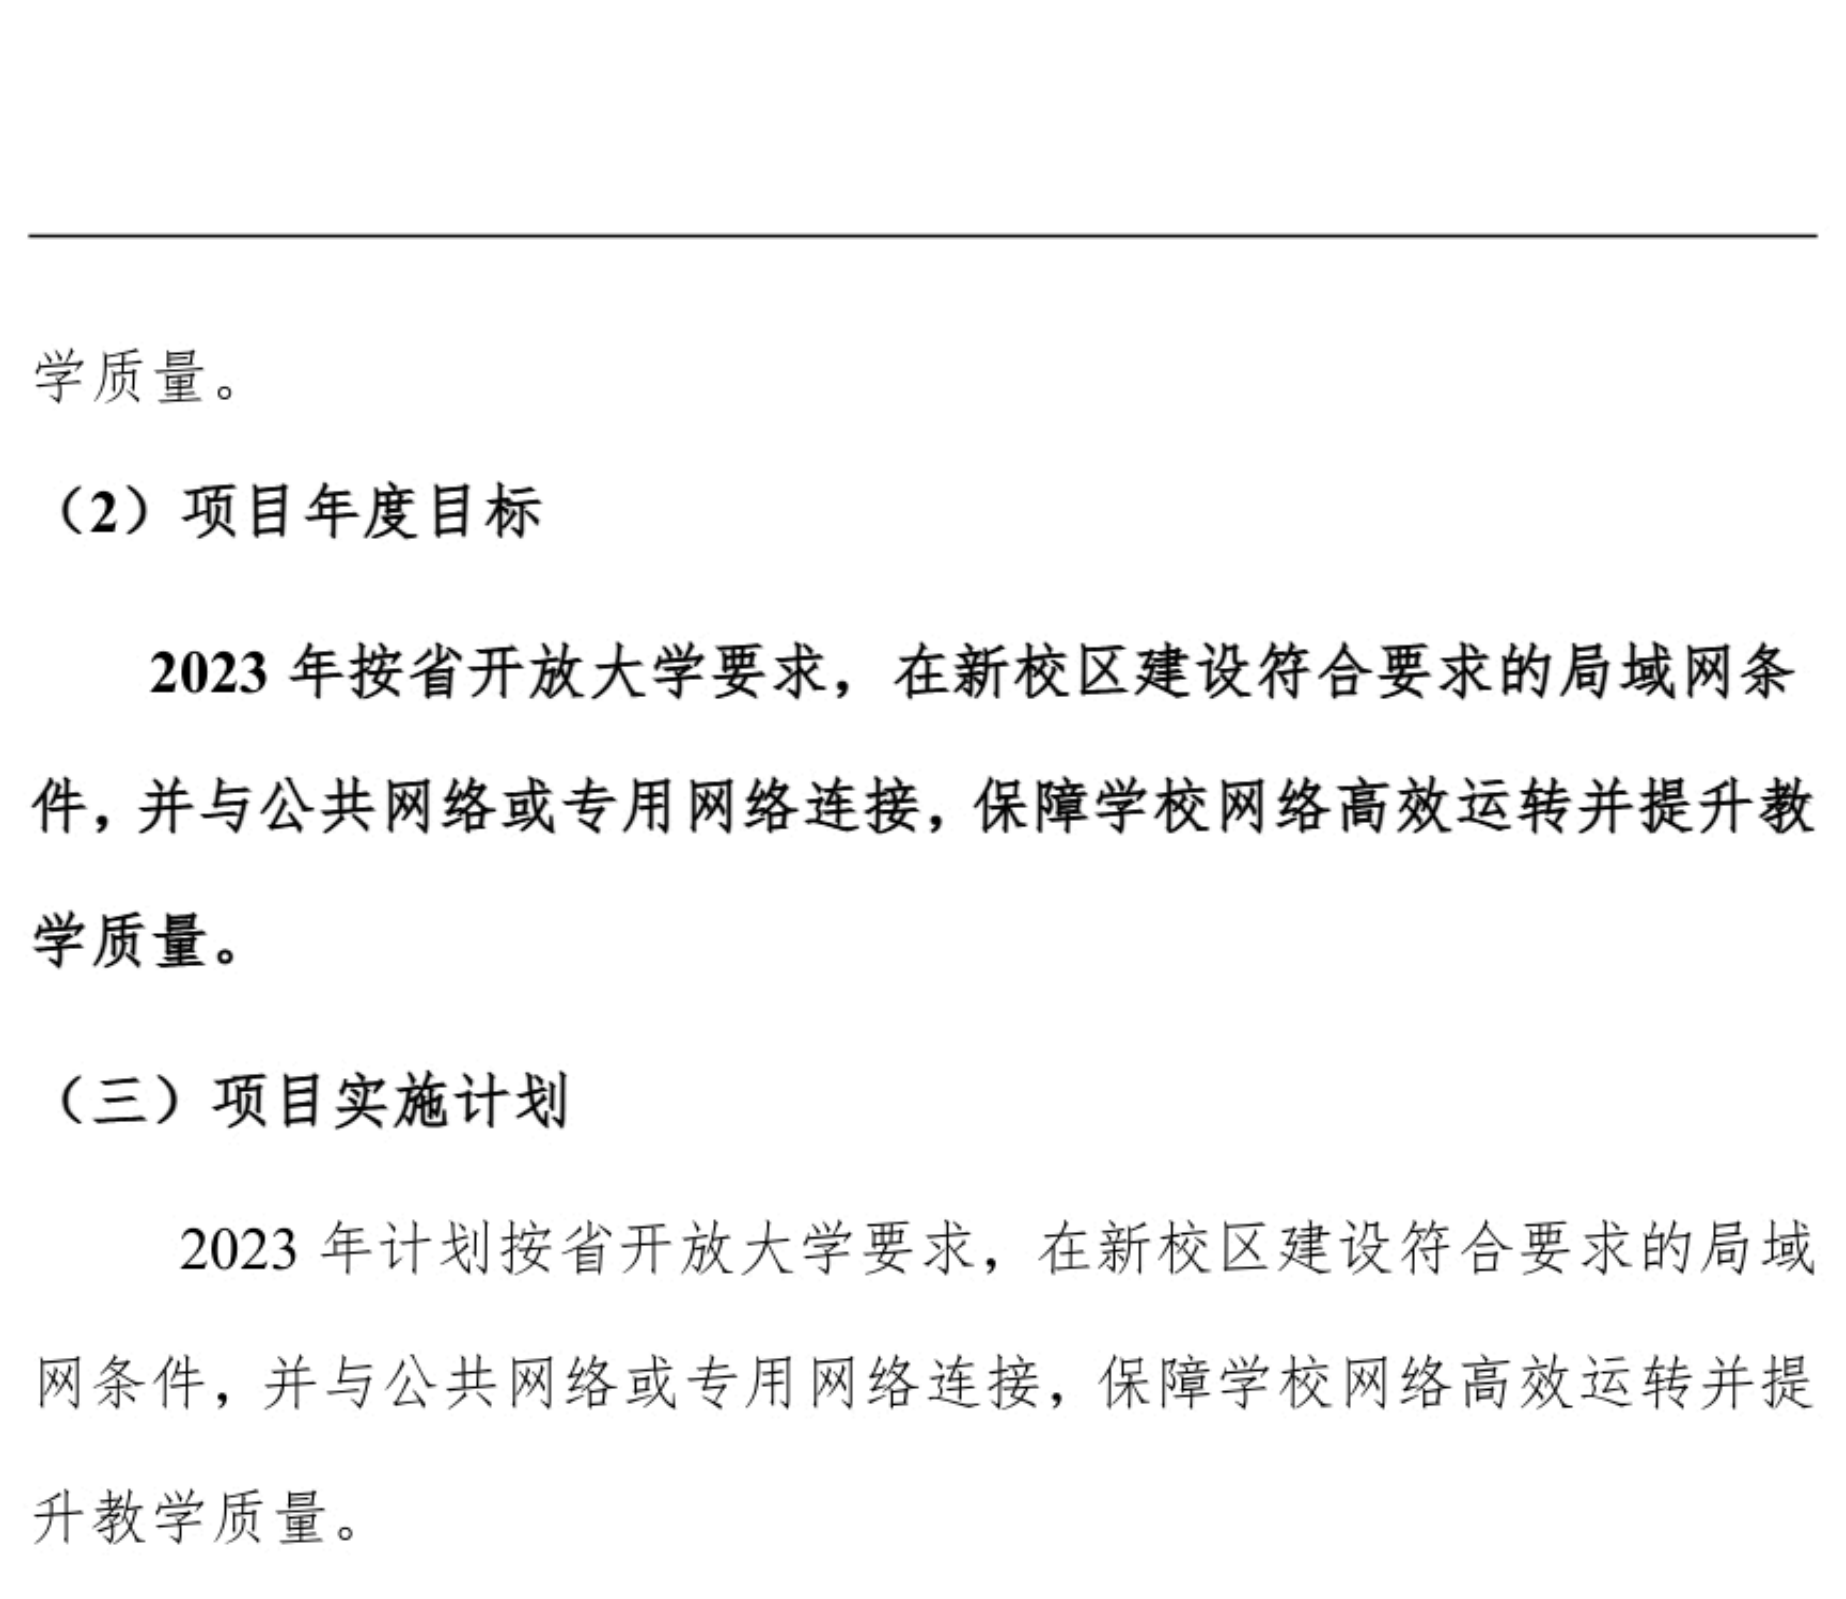 学质量。
（2）项目年度目标
2023 年按省开放大学要求，在新校区建设符合要求的局域网条
件，并与公共网络或专用网络连接，保障学校网络高效运转并提升教
学质量。
（三）项目实施计划
2023 年计划按省开放大学要求，在新校区建设符合要求的局域
网条件，并与公共网络或专用网络连接，保障学校网络高效运转并提
升教学质量。